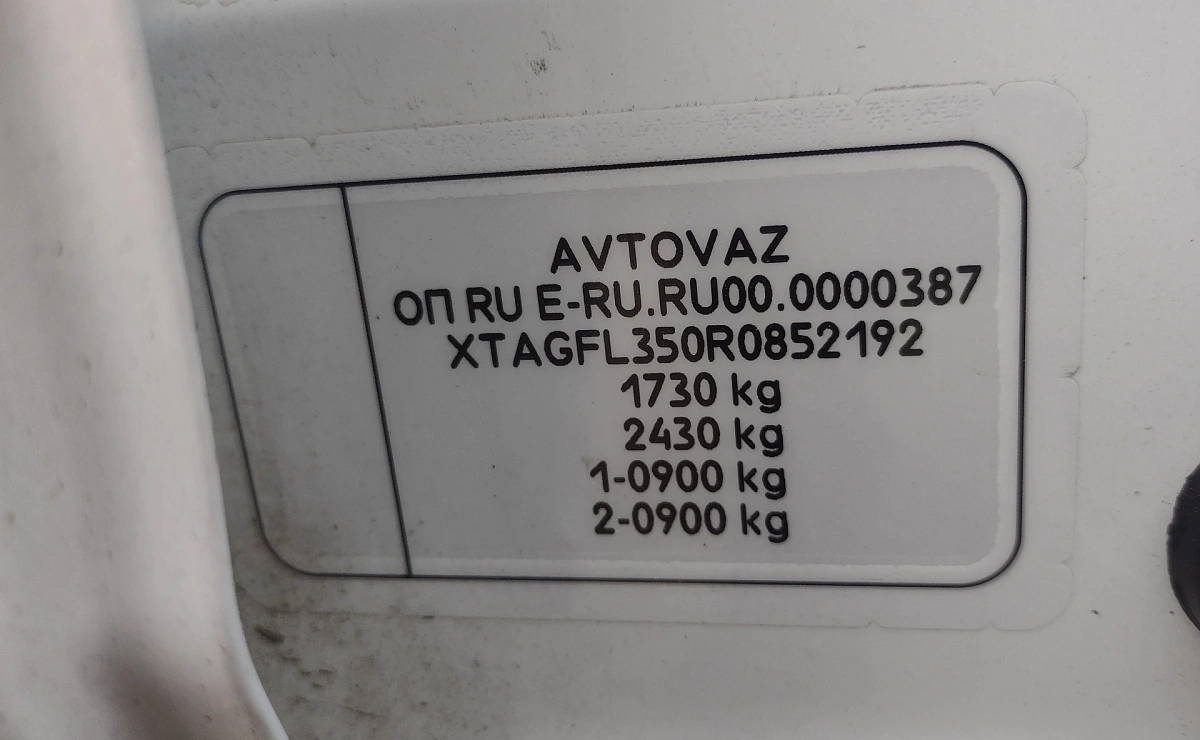 AVTOVAZ
ОП RU E-RU.RU00.0000387
XTAGFL350R0852192
1730 kg
2430 kg
1-0900 kg
2-0900 kg